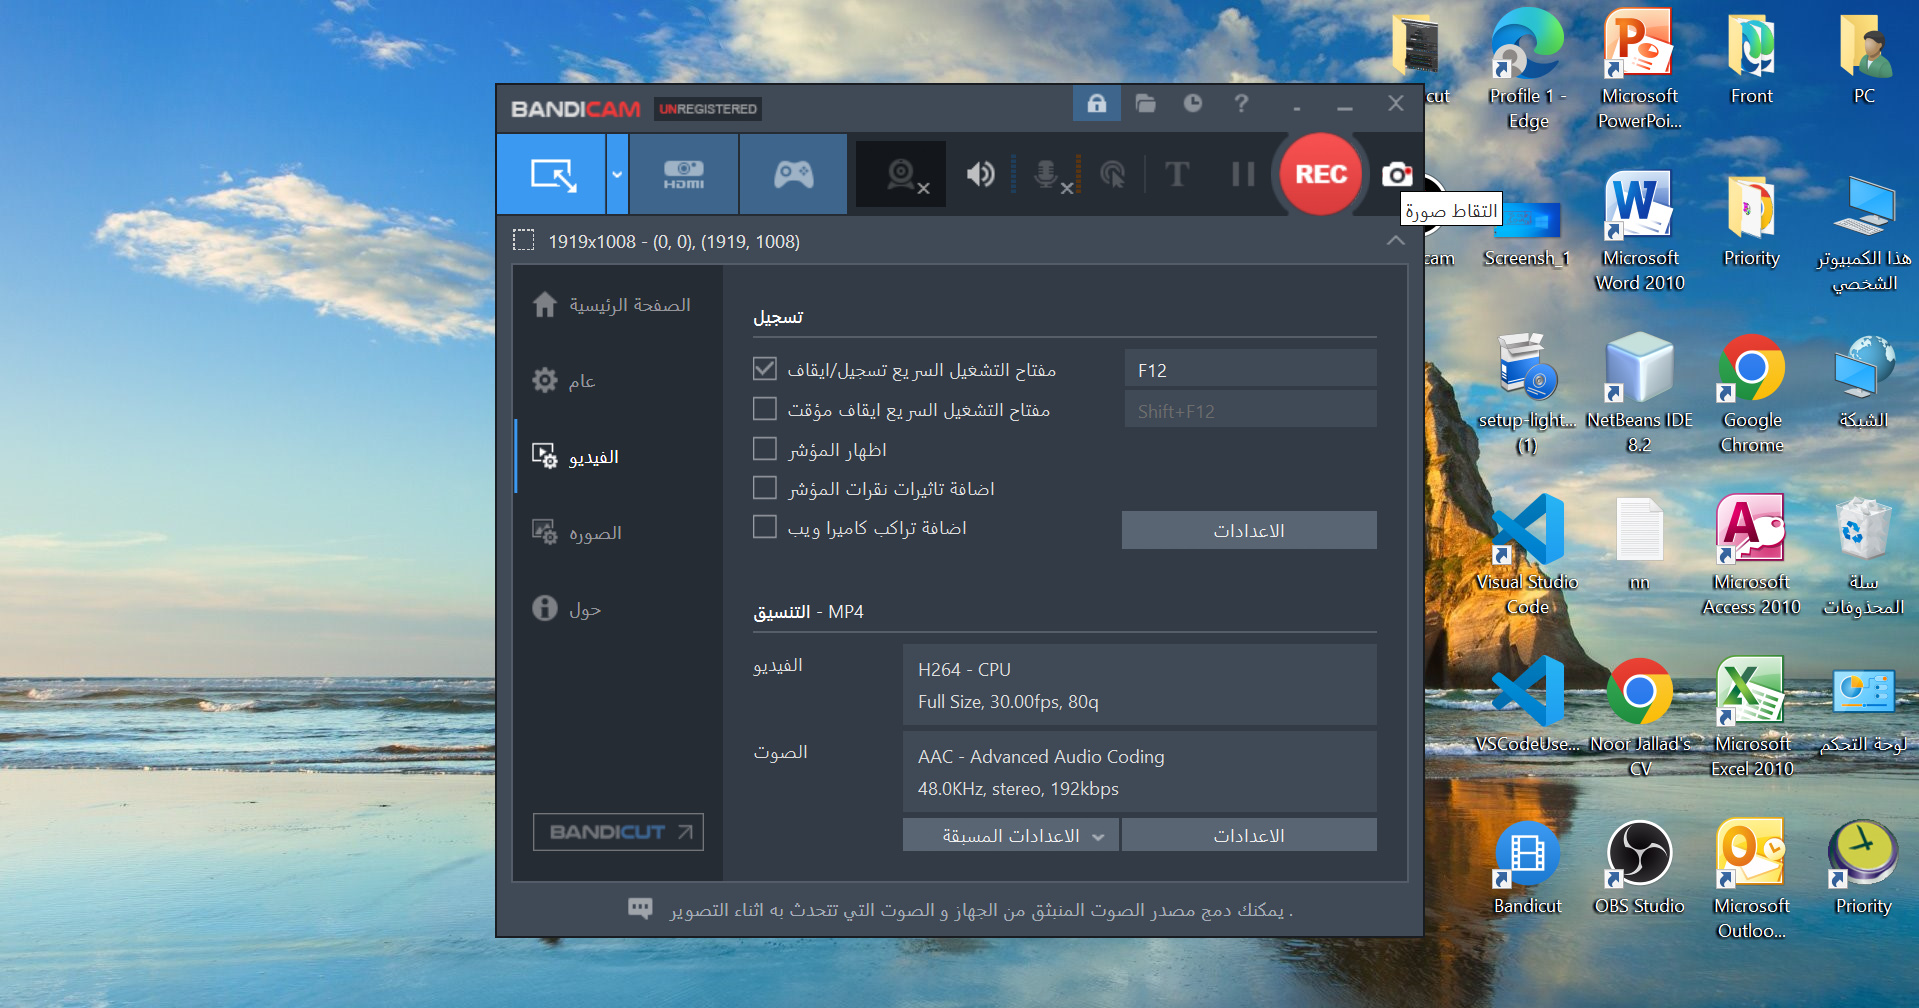 BANDICAM UNREGISTERED
REC
التقاط صورة
1919x1008 - (0, 0), (1919, 1008)
الصفحة الرئيسية
عام
الفيديو
الصوره
حول
BANDICUT
تسجيل
مفتاح التشغيل السريع تسجيل/ايقاف
F12
مفتاح التشغيل السريع ايقاف مؤقت
Shift+F12
اظهار المؤشر
اضافة تاثيرات نقرات المؤشر
اضافة تراكب كاميرا ويب
الاعدادات
التنسيق - MP4
الفيديو
H264 - CPU
Full Size, 30.00fps, 80q
الصوت
AAC - Advanced Audio Coding
48.0KHz, stereo, 192kbps
الاعدادات المسبقة
الاعدادات
يمكنك دمج مصدر الصوت المنبثق من الجهاز و الصوت التي تتحدث به اثناء التصوير .
cut
Profile 1 -
Edge
Microsoft
PowerPoi...
Front
PC
cam
Screensh_1
Microsoft
Word 2010
Priority
هذا الكمبيوتر
الشخصي
setup-light...
(1)
NetBeans IDE
8.2
Google
Chrome
الشبكة
Visual Studio
Code
nn
Microsoft
Access 2010
سلة
المحذوفات
VSCodeUse...
Noor Jallad's
CV
Microsoft
Excel 2010
لوحة التحكم
Bandicut
OBS Studio
Microsoft
Outloo...
Priority